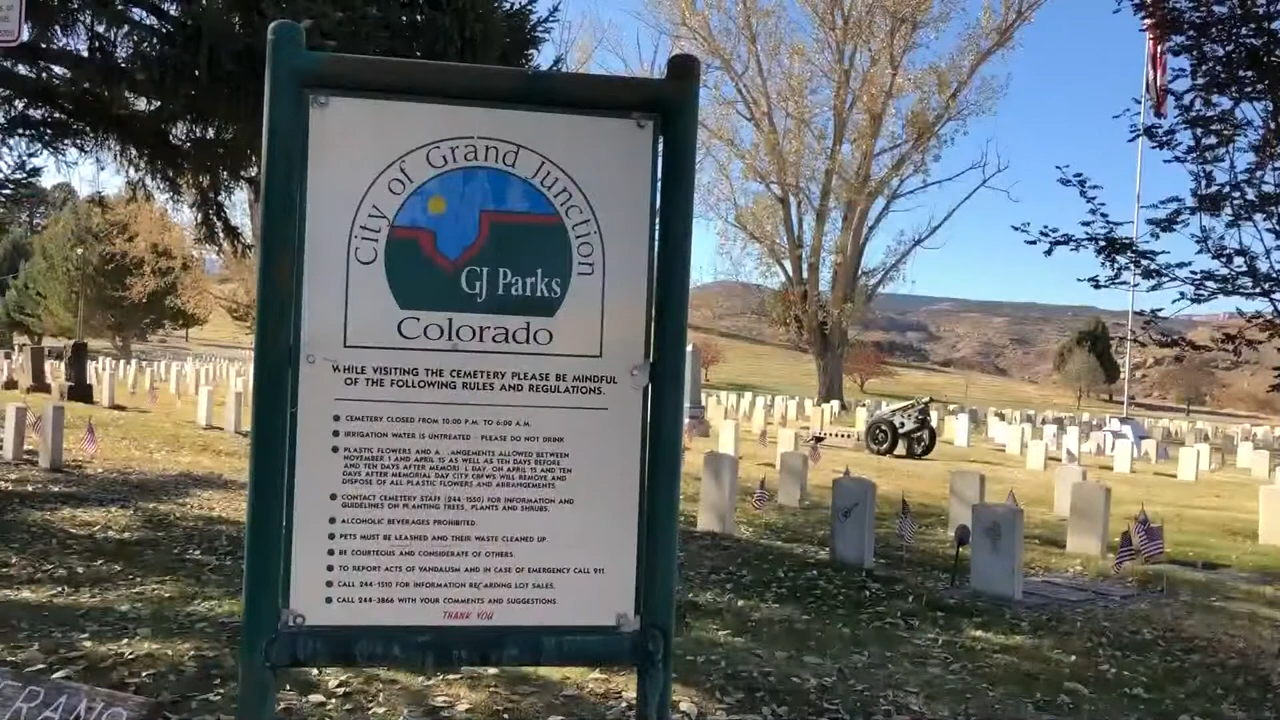 City of Grand Junction
GJ Parks
Colorado
WHILE VISITING THE CEMETERY PLEASE BE MINDFUL
OF THE FOLLOWING RULES AND REGULATIONS.
CEMETERY CLOSED FROM 10:00 P.M. TO 6:00 A.M.
IRRIGATION WATER IS UNTREATED PLEASE DO NOT DRINK
PLASTIC FLOWERS AND A ANGEMENTS ALLOWED BETWEEN
NOVEMBER 1 AND APRIL 15 AS WELL AS TEN DAYS BEFORE
AND TEN DAYS AFTER MEMORI L DAY. ON APRIL 15 AND TEN
DAYS AFTER MEMORIAL DAY CITY CREWS WILL REMOVE AND
DISPOSE OF ALL PLASTIC FLOWERS AND ARRANGEMENTS.
CONTACT CEMETERY STAFF (244-1550) FOR INFORMATION AND
GUIDELINES ON PLANTING TREES, PLANTS AND SHRUBS.
ALCOHOLIC BEVERAGES PROHIBITED.
PETS MUST BE LEASHED AND THEIR WASTE CLEANED UP.
BE COURTEOUS AND CONSIDERATE OF OTHERS.
TO REPORT ACTS OF VANDALISM AND IN CASE OF EMERGENCY CALL 911.
CALL 244-1510 FOR INFORMATION REGARDING LOT SALES.
CALL 244-3866 WITH YOUR COMMENTS AND SUGGESTIONS.
THANK YOU
ERANS